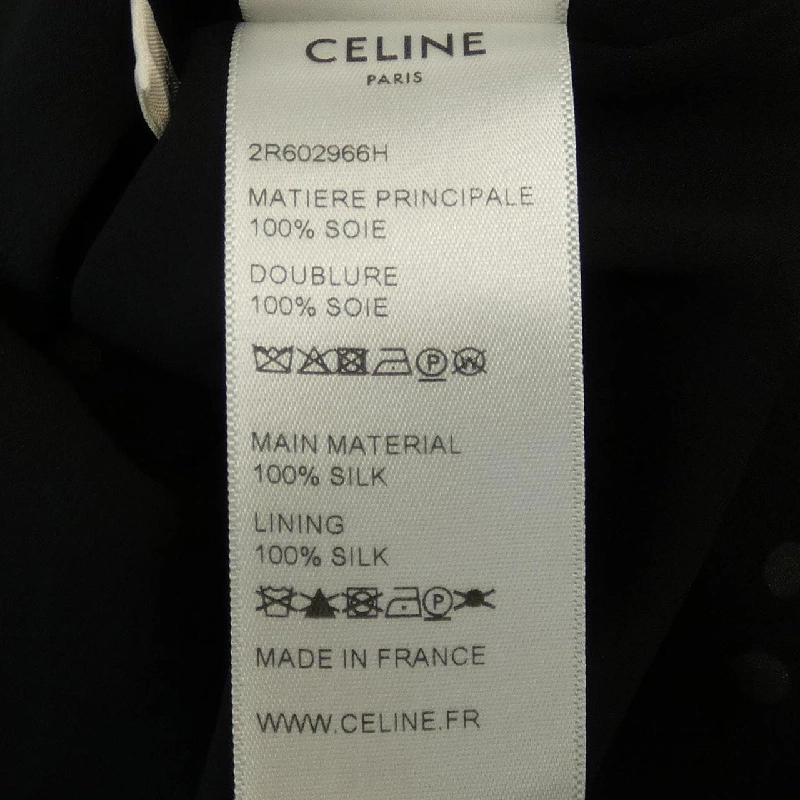 CELINE
PARIS
2R602966H
MATIERE PRINCIPALE
100% SOIE
DOUBLURE
100% SOIE
P W
MAIN MATERIAL
100% SILK
LINING
100% SILK
P
MADE IN FRANCE
WWW.CELINE.FR